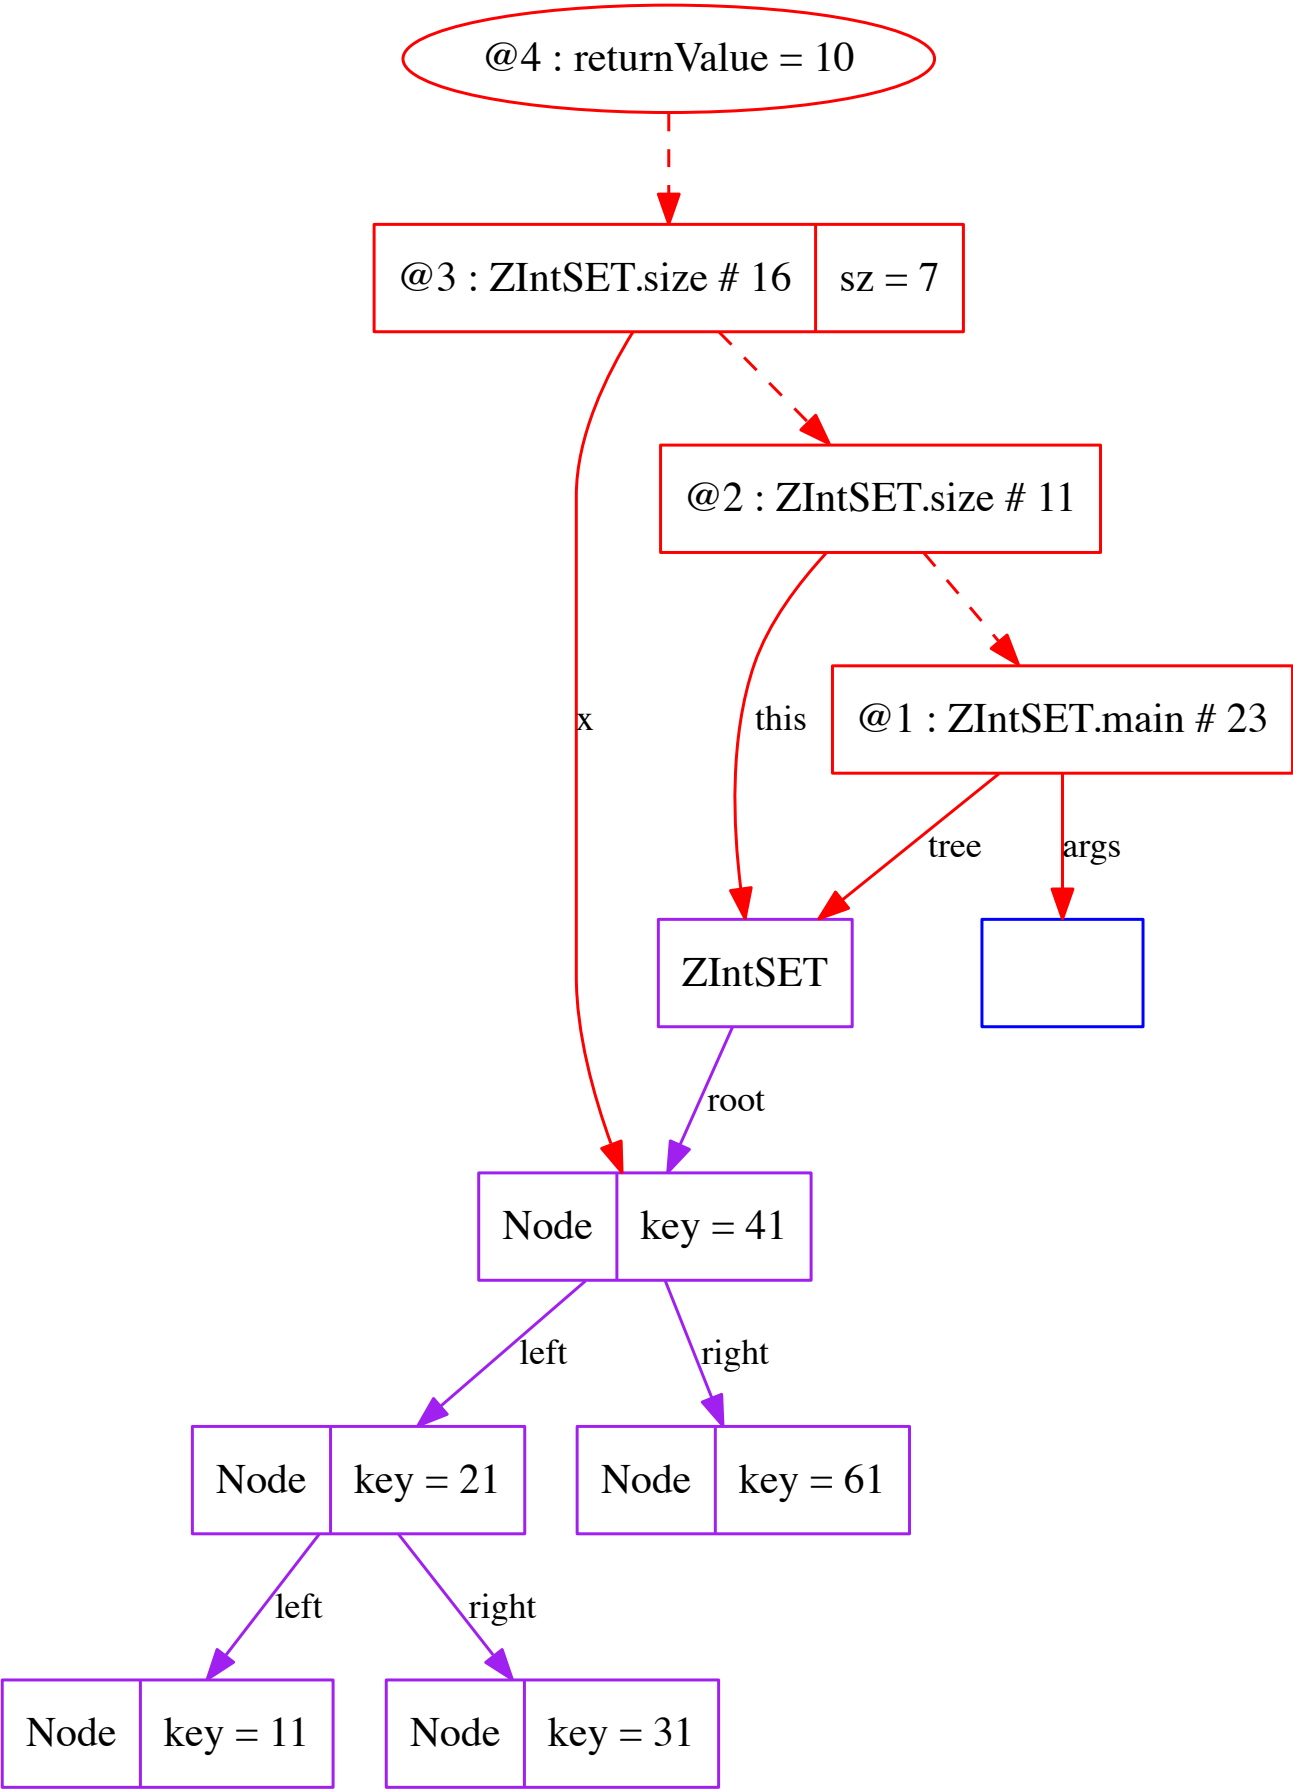 @4 : returnValue = 10
@3 : ZIntSET.size # 16
sz = 7
@2 : ZIntSET.size # 11
x
this
@1 : ZIntSET.main # 23
tree
args
ZIntSET
root
Node
key = 41
left
right
Node
key = 21
Node
key = 61
left
right
Node
key = 11
Node
key = 31